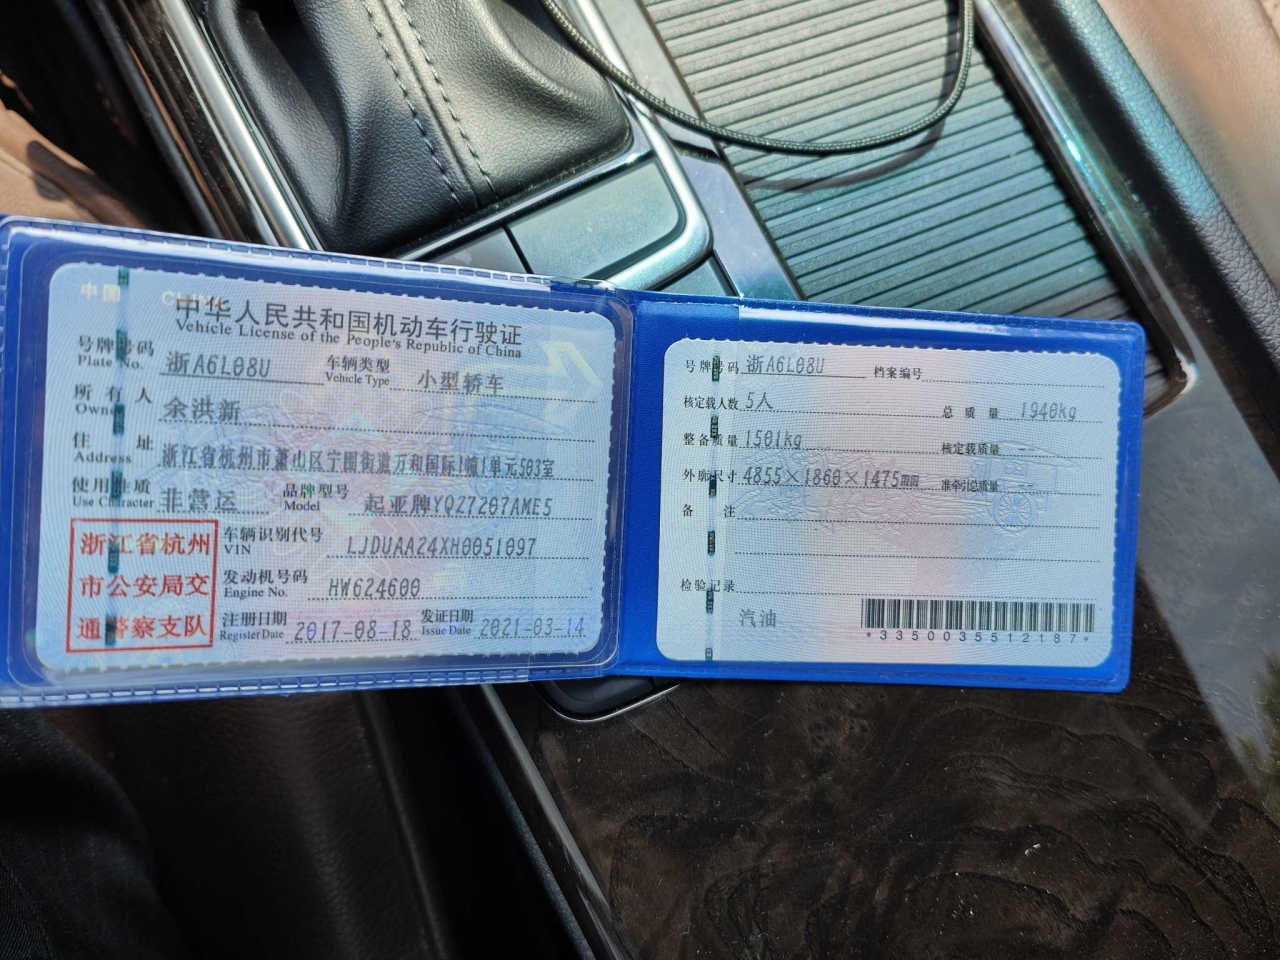 中国 CHINA
中华人民共和国机动车行驶证
Vehicle License of the People's Republic of China
号牌号码 浙A6L08U 车辆类型 小型轿车
Plate No. Vehicle Type
所有人 余洪新
Owner
住址 浙江省杭州市萧山区宁围街道万和国际1幢1单元503室
Address
使用性质 非营运 品牌型号 起亚牌YQZ7207AME5
Use Character Model
浙江省杭州
市公安局交
通警察支队
车辆识别代号 LJDUAA24XH0051097
VIN
发动机号码 HW624600
Engine No.
注册日期 2017-08-18 发证日期 2021-03-14
Register Date Issue Date
号牌号码 浙A6L08U 档案编号
核定载人数 5人 总质量 1940kg
整备质量 1501kg 核定载质量 --
外廓尺寸 4855×1860×1475mm 准牵引总质量 --
备注
检验记录
汽油
*3350035512187*